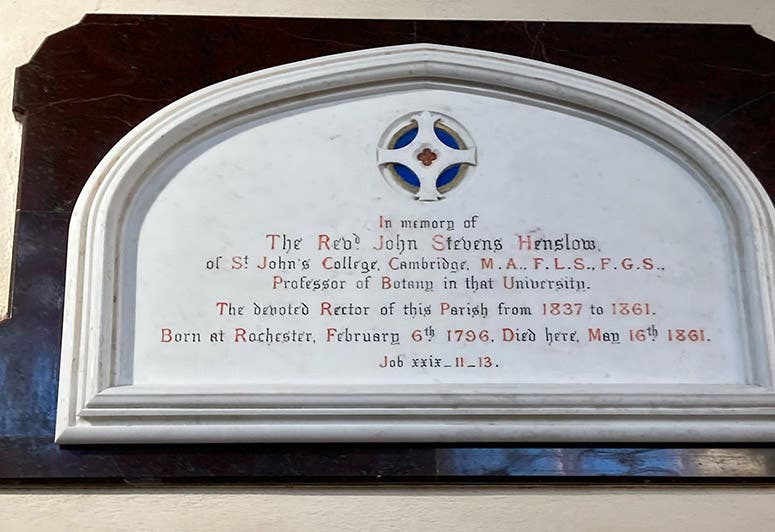 In memory of
The Revd John Stevens Henslow,
of St John's College, Cambridge, M.A., F.L.S., F.G.S.,
Professor of Botany in that University.
The devoted Rector of this Parish from 1837 to 1861.
Born at Rochester, February 6th 1796, Died here, May 16th 1861.
Job xxix_11_13.